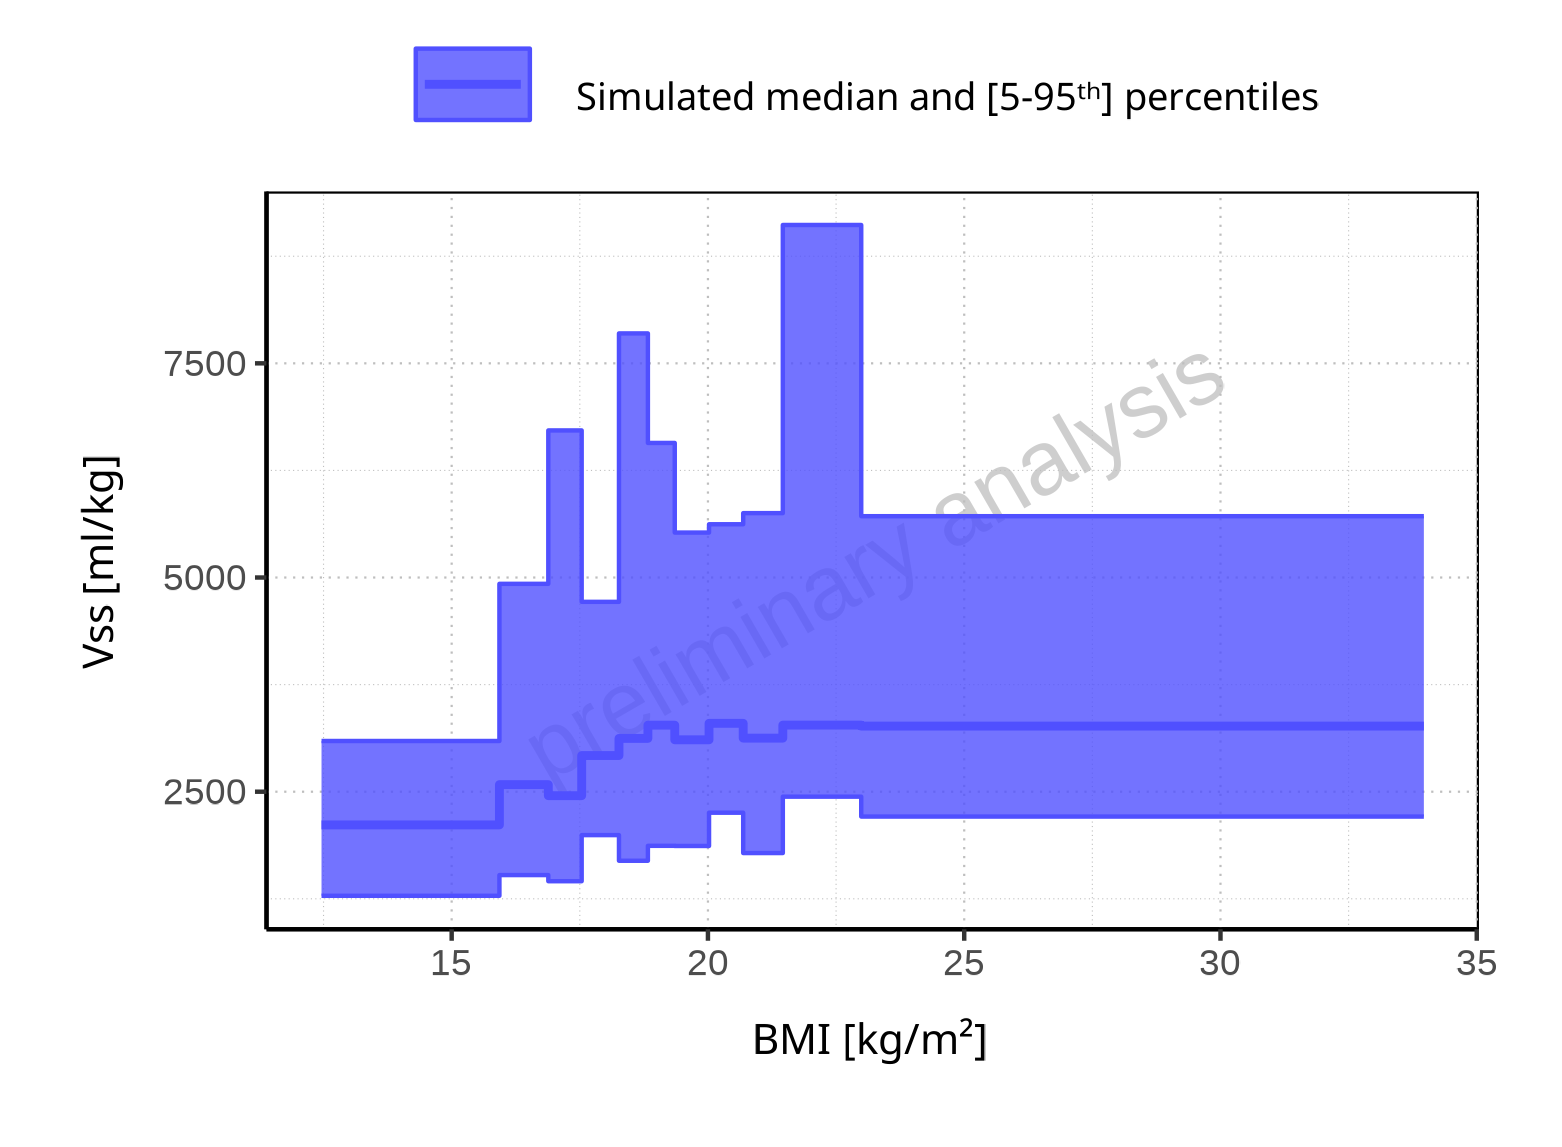 Simulated median and [5-95ᵗʰ] percentiles
7500
5000
2500
Vss [ml/kg]
preliminary analysis
15 20 25 30 35
BMI [kg/m²]